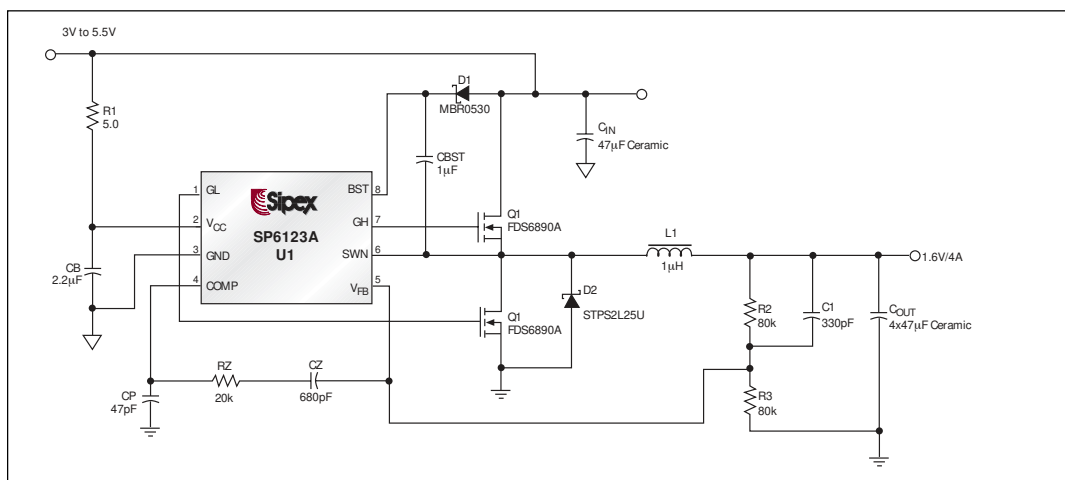 3V to 5.5V
R1
5.0
D1
MBR0530
CIN
47µF Ceramic
CBST
1µF
Sipex
SP6123A
U1
1 GL
2 VCC
3 GND
4 COMP
BST 8
GH 7
SWN 6
VFB 5
CB
2.2µF
Q1
FDS6890A
Q1
FDS6890A
D2
STPS2L25U
L1
1µH
1.6V/4A
R2
80k
C1
330pF
COUT
4x47µF Ceramic
R3
80k
RZ
20k
CZ
680pF
CP
47pF